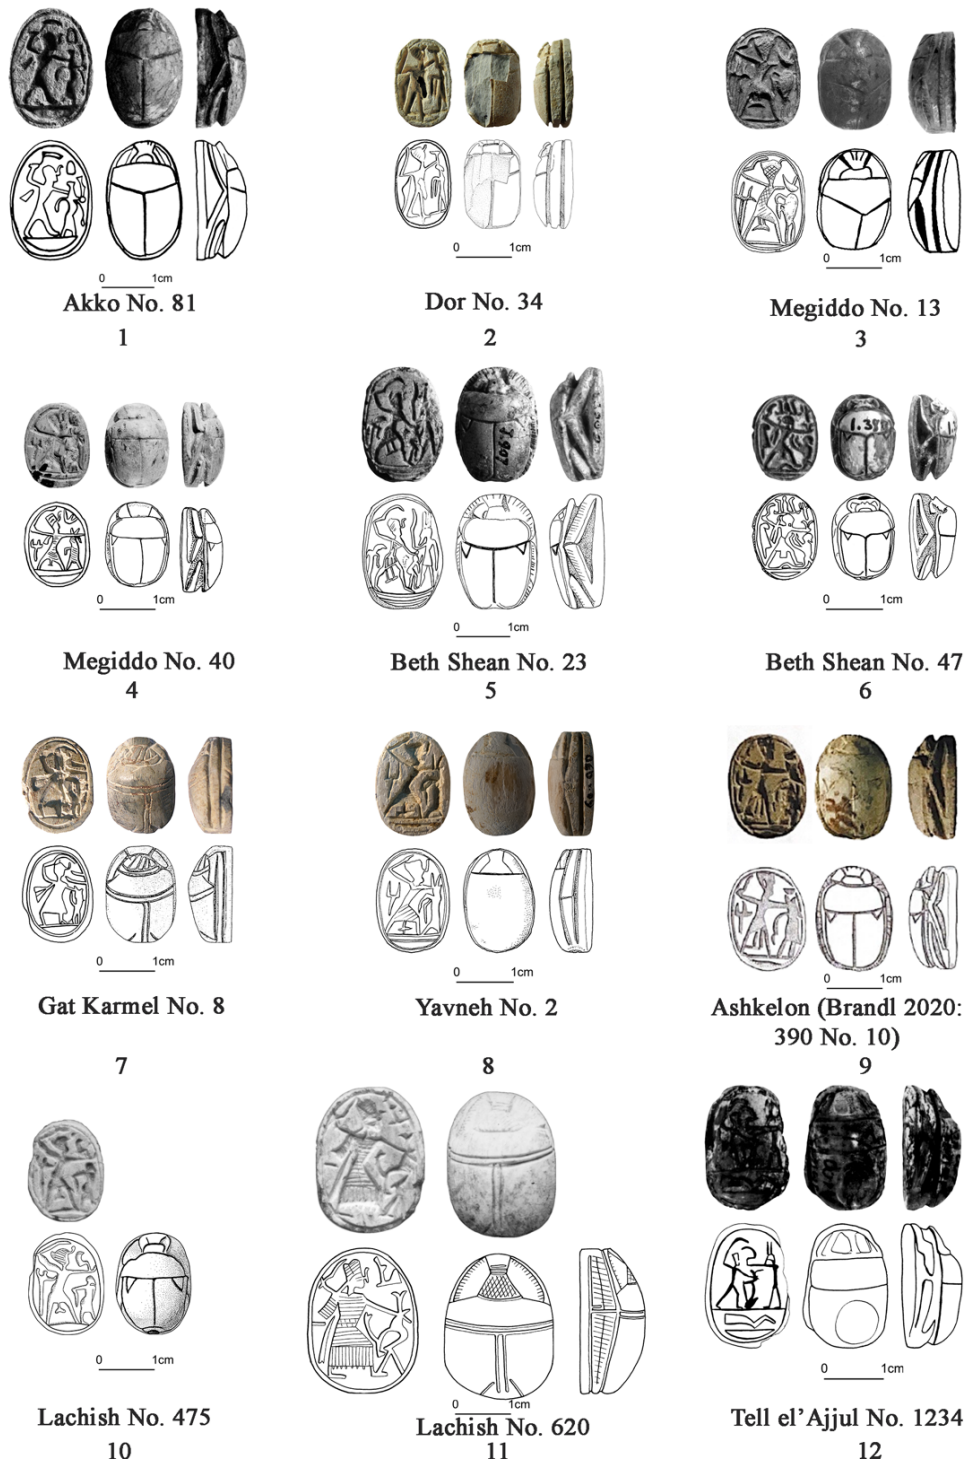 0 1cm
Akko No. 81
1
0 1cm
Dor No. 34
2
0 1cm
Megiddo No. 13
3
0 1cm
Megiddo No. 40
4
7.907
0 1cm
Beth Shean No. 23
5
0 1cm
Beth Shean No. 47
6
0 1cm
Gat Karmel No. 8
7
0 1cm
Yavneh No. 2
8
0 1cm
Ashkelon (Brandl 2020:
390 No. 10)
9
0 1cm
Lachish No. 475
10
0 1cm
Lachish No. 620
11
0 1cm
Tell el’Ajjul No. 1234
12